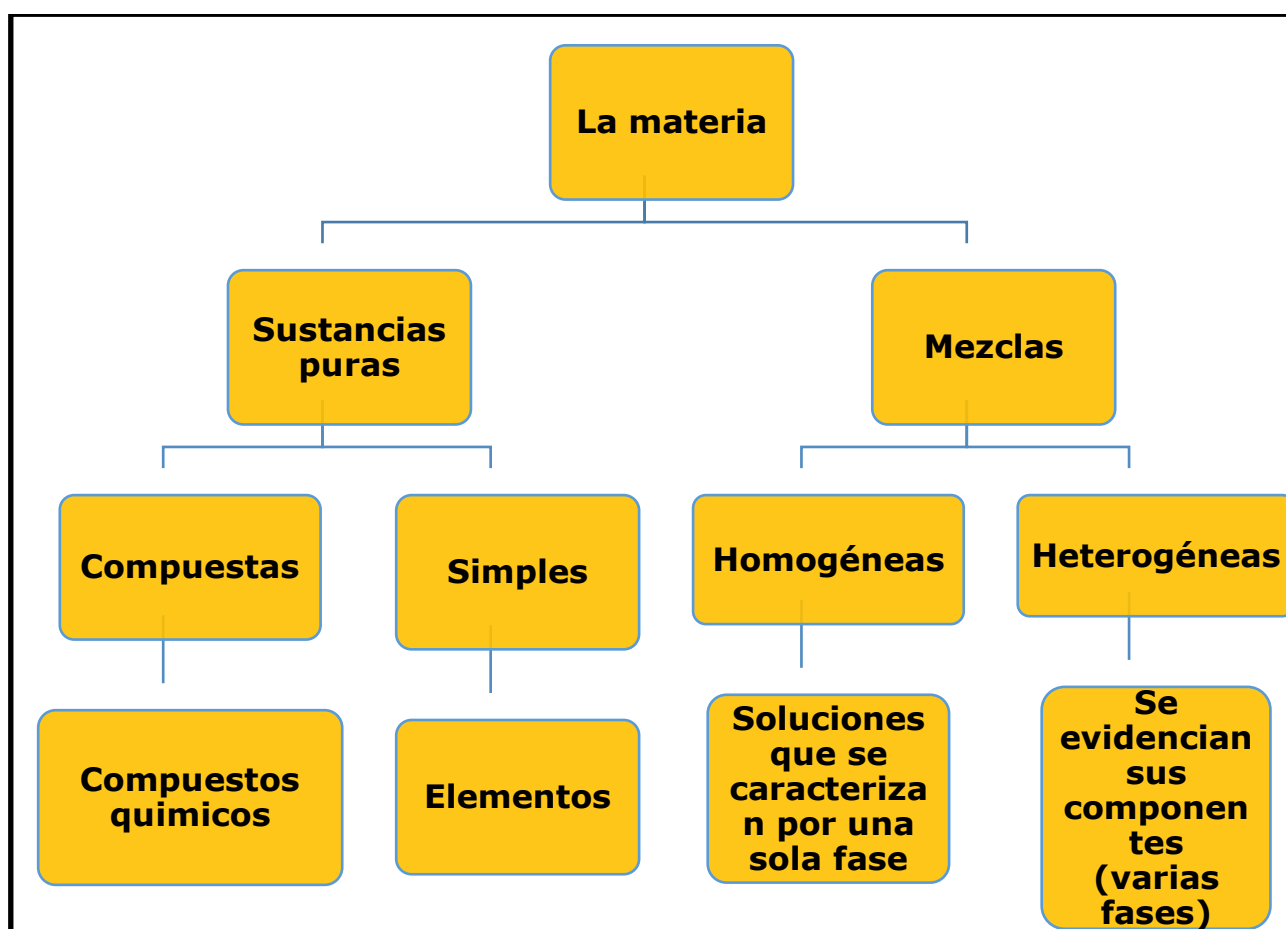 La materia
Sustancias
puras
Mezclas
Compuestas
Simples
Homogéneas
Heterogéneas
Compuestos
quimicos
Elementos
Soluciones
que se
caracteriza
n por una
sola fase
Se
evidencian
sus
componen
tes
(varias
fases)